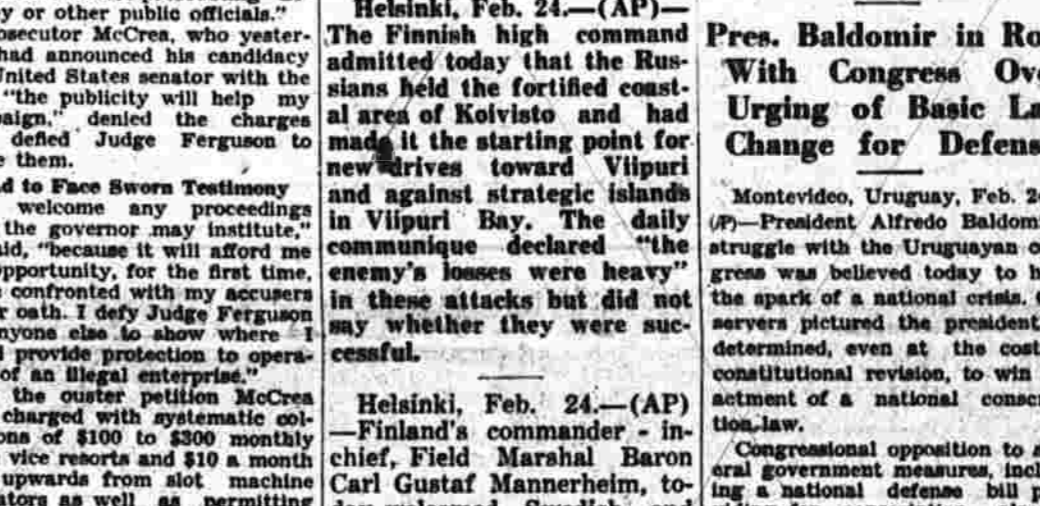 y or other public officials."
osecutor McCrea, who yester-
had announced his candidacy
United States senator with the
"the publicity will help my
paign," denied the charges
defied Judge Ferguson to
e them.
d to Face Sworn Testimony
welcome any proceedings
the governor may institute,"
aid, "because it will afford me
opportunity, for the first time,
confronted with my accusers
r oath. I defy Judge Ferguson
nyone else to show where I
provide protection to opera-
of an illegal enterprise."
the ouster petition McCrea
charged with systematic col-
ons of $100 to $300 monthly
vice resorts and $10 a month
upwards from slot machine
ators as well as permitting
Helsinki, Feb. 24.—(AP)—
The Finnish high command
admitted today that the Rus-
sians held the fortified coast-
al area of Koivisto and had
made it the starting point for
new drives toward Viipuri
and against strategic islands
in Viipuri Bay. The daily
communique declared "the
enemy's losses were heavy"
in these attacks but did not
say whether they were suc-
cessful.
Helsinki, Feb. 24.—(AP)
—Finland's commander - in-
chief, Field Marshal Baron
Carl Gustaf Mannerheim, to-
Pres. Baldomir in Ro
With Congress Ov
Urging of Basic La
Change for Defens
Montevideo, Uruguay, Feb. 2
(AP)—President Alfredo Baldom
struggle with the Uruguayan
gress was believed today to h
the spark of a national crisis.
servers pictured the president
determined, even at the cost
constitutional revision, to win
actment of a national consc
tion law.
Congressional opposition to
eral government measures, incl
ing a national defense bill p